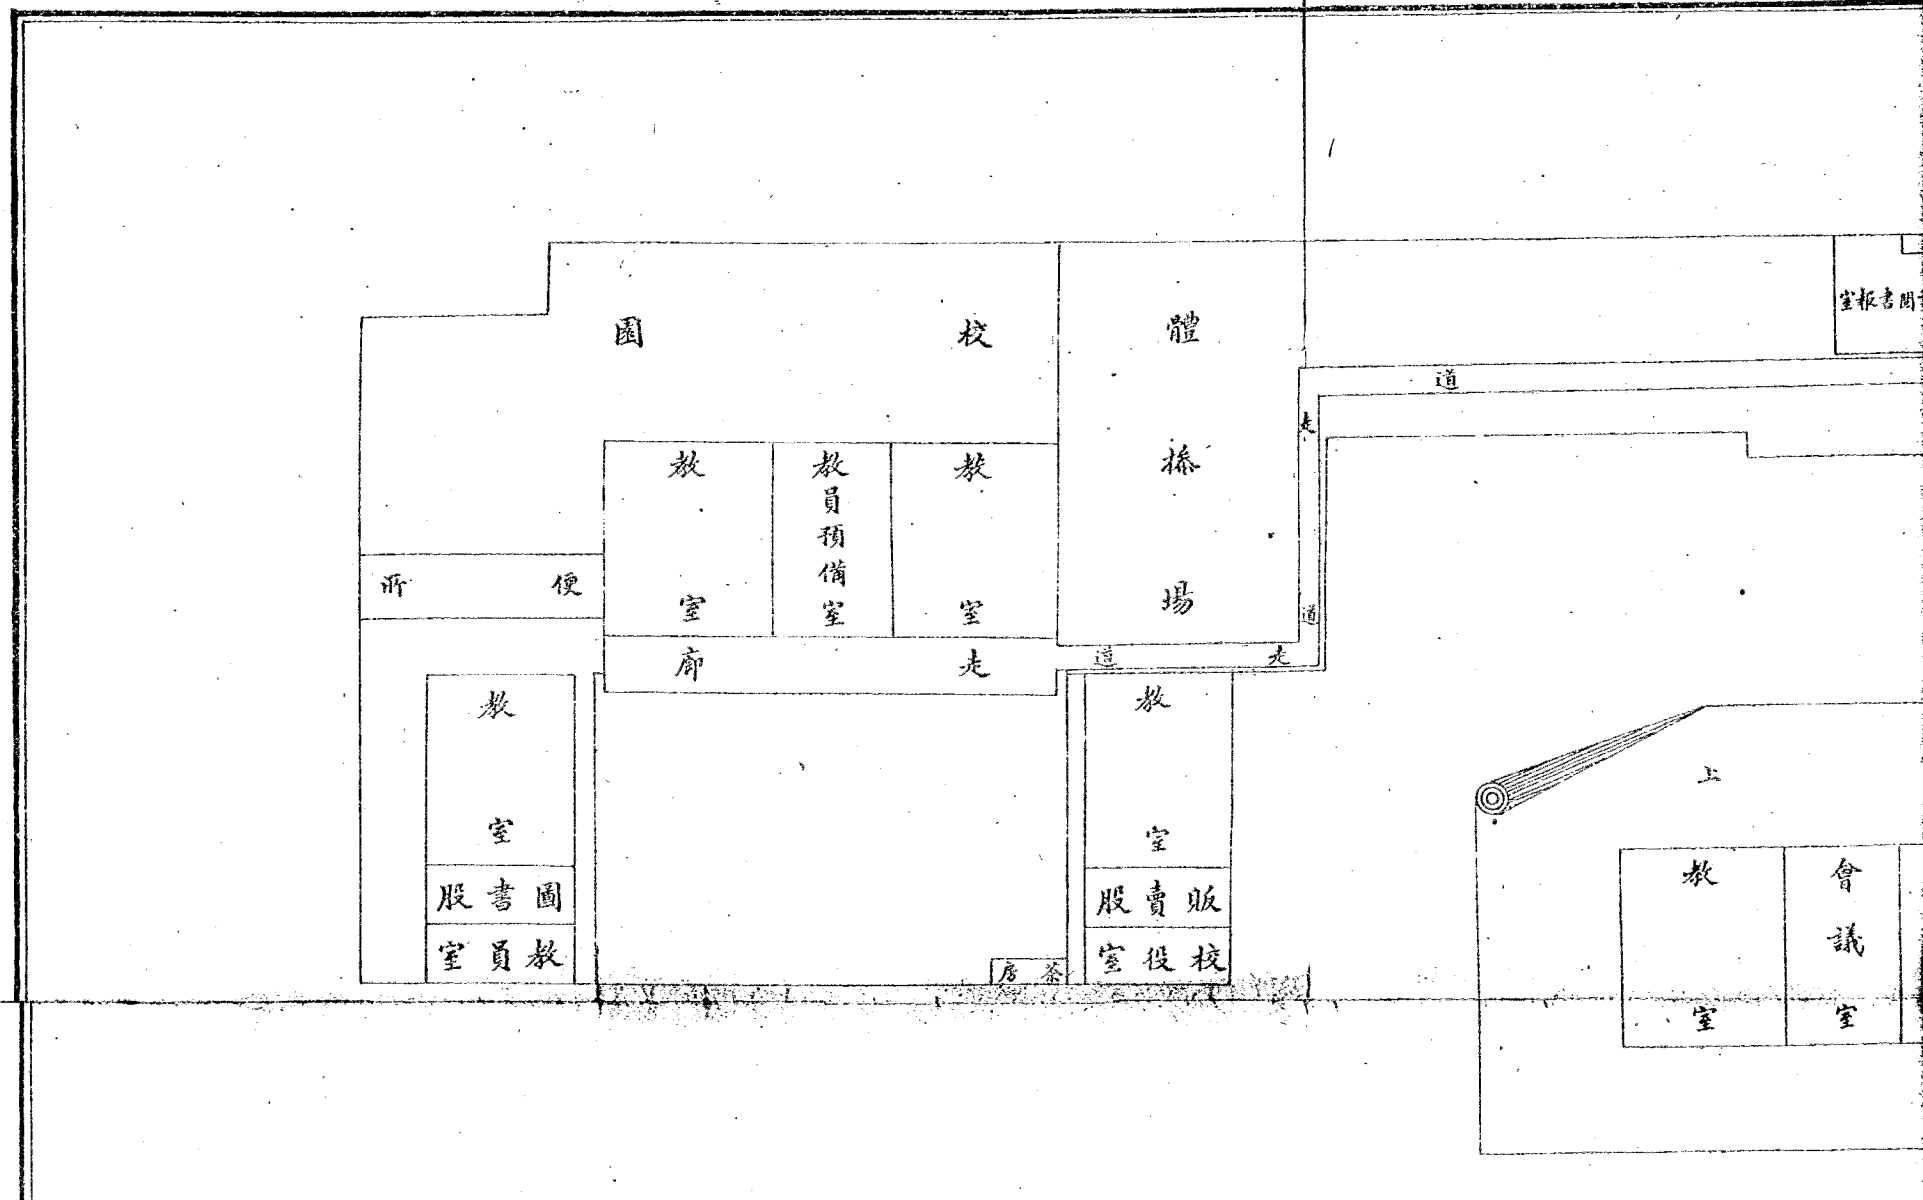 閱書報室
走道
體操場
校園
教室
教員預備室
教室
便所
走道
走道
走廊
教室
販賣股
校役室
茶房
教室
圖書股
教員室
上
會議室
教室